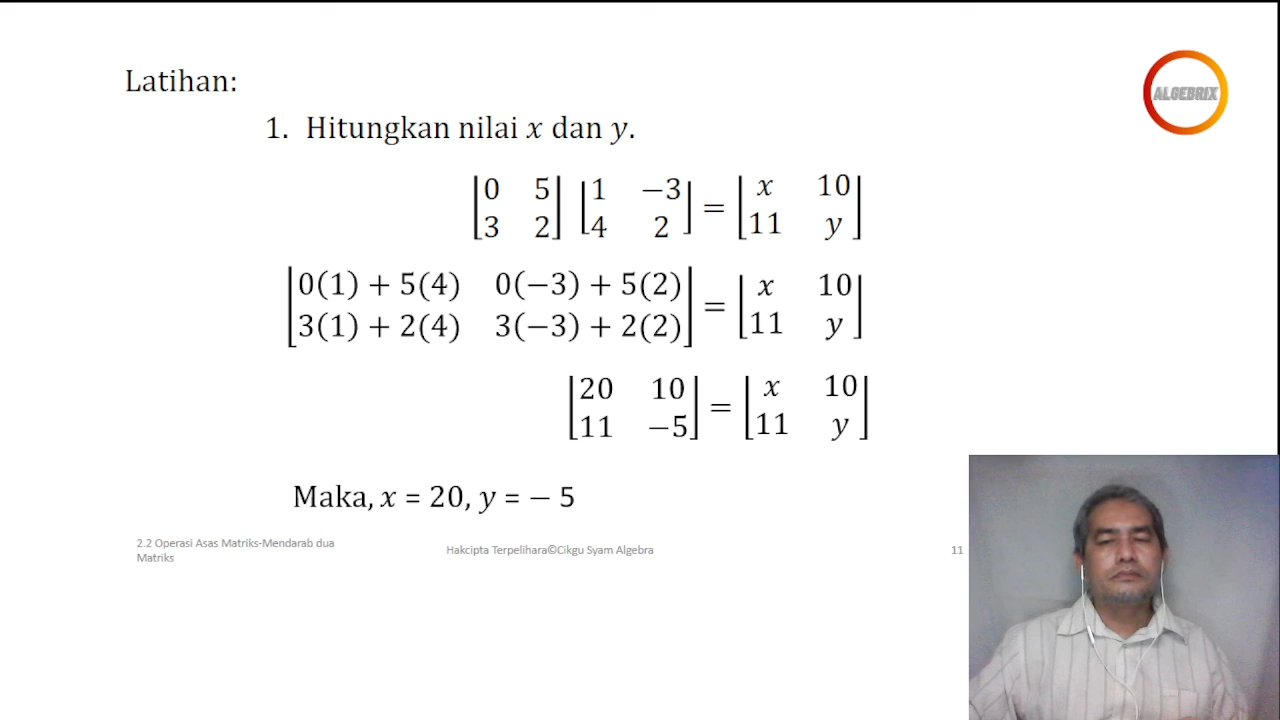 Latihan:
ALGEBRIX
1. Hitungkan nilai x dan y.
|0 5| |1 −3| = |x 10|
|3 2| |4 2| |11 y|
|0(1) + 5(4) 0(−3) + 5(2)| = |x 10|
|3(1) + 2(4) 3(−3) + 2(2)| |11 y|
|20 10| = |x 10|
|11 −5| |11 y|
Maka, x = 20, y = − 5
2.2 Operasi Asas Matriks-Mendarab dua
Matriks
Hakcipta Terpelihara©Cikgu Syam Algebra
11